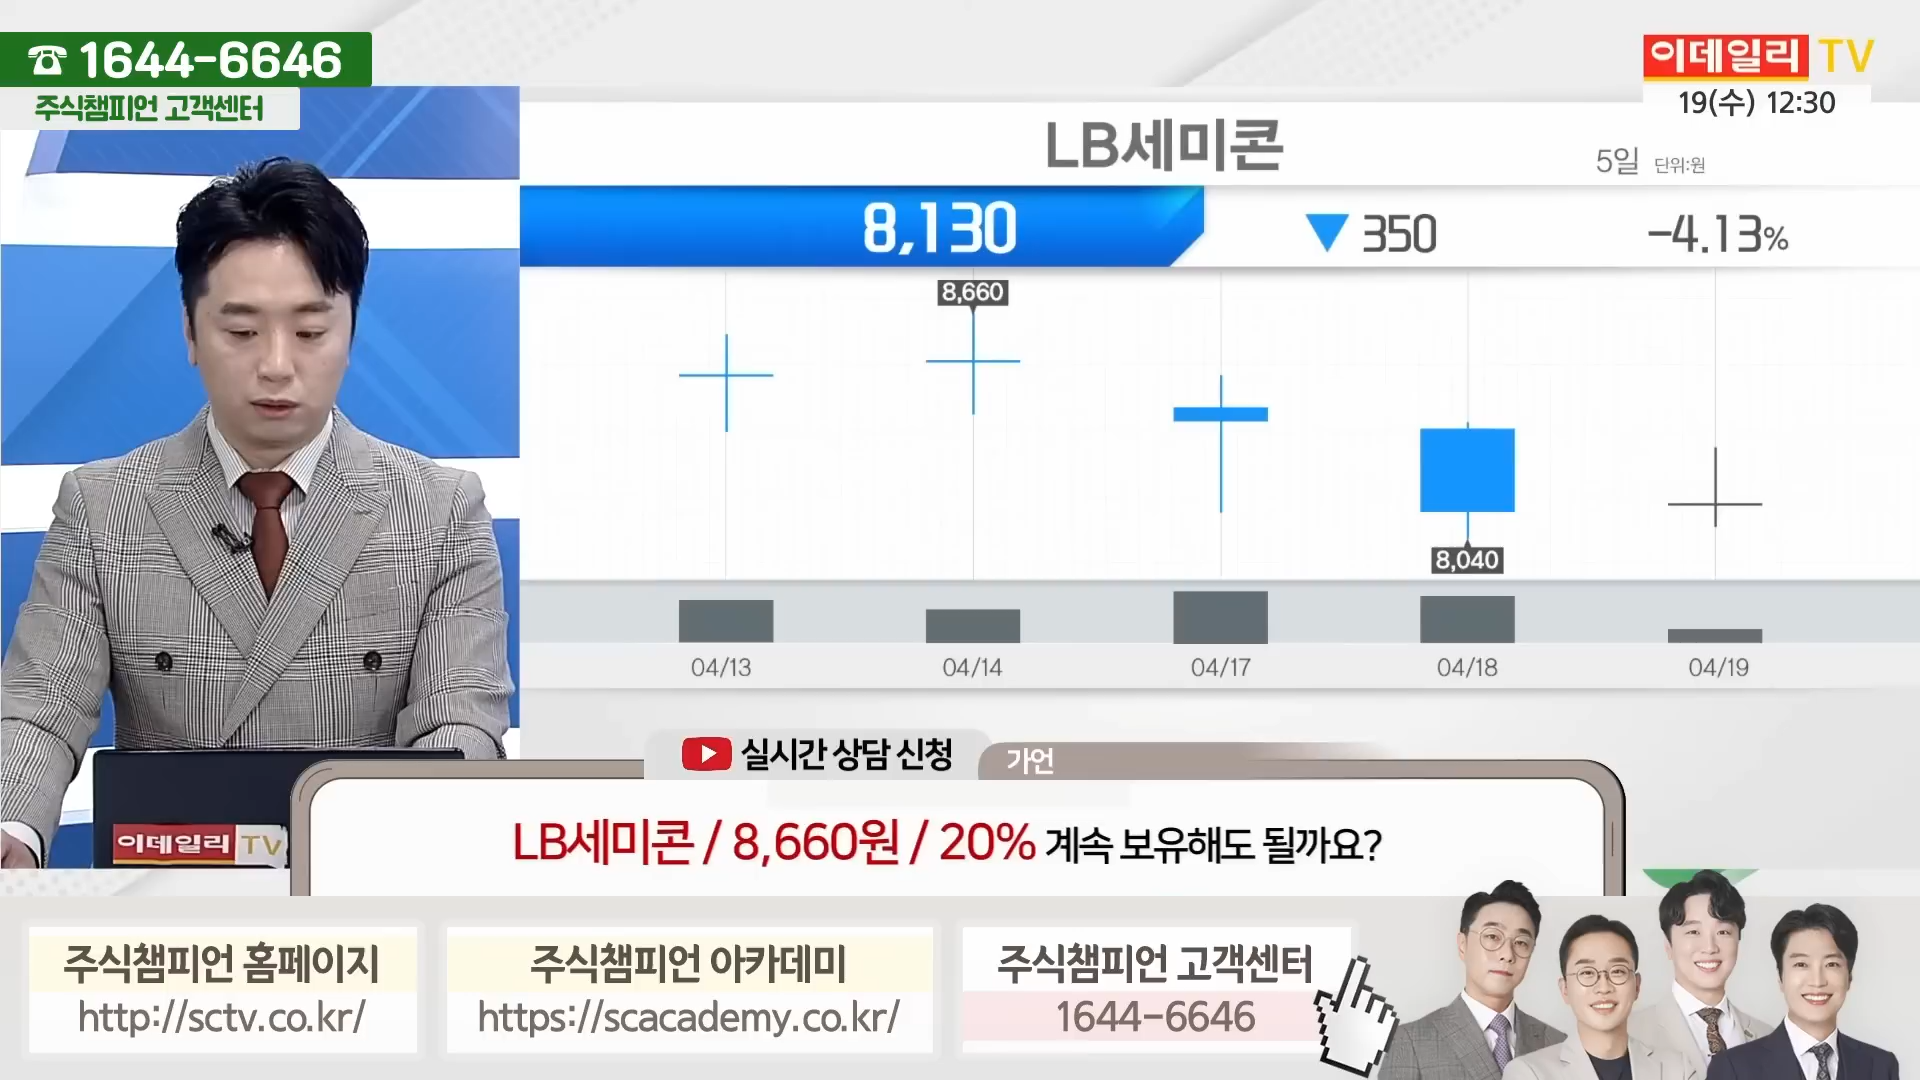 ☎ 1644-6646
주식챔피언 고객센터
이데일리 TV
19(수) 12:30
LB세미콘
5일 단위:원
8,130 ▼ 350 -4.13%
8,660
8,040
04/13 04/14 04/17 04/18 04/19
실시간 상담 신청 가언
LB세미콘 / 8,660원 / 20% 계속 보유해도 될까요?
이데일리 TV
주식챔피언 홈페이지
http://sctv.co.kr/
주식챔피언 아카데미
https://scacademy.co.kr/
주식챔피언 고객센터
1644-6646